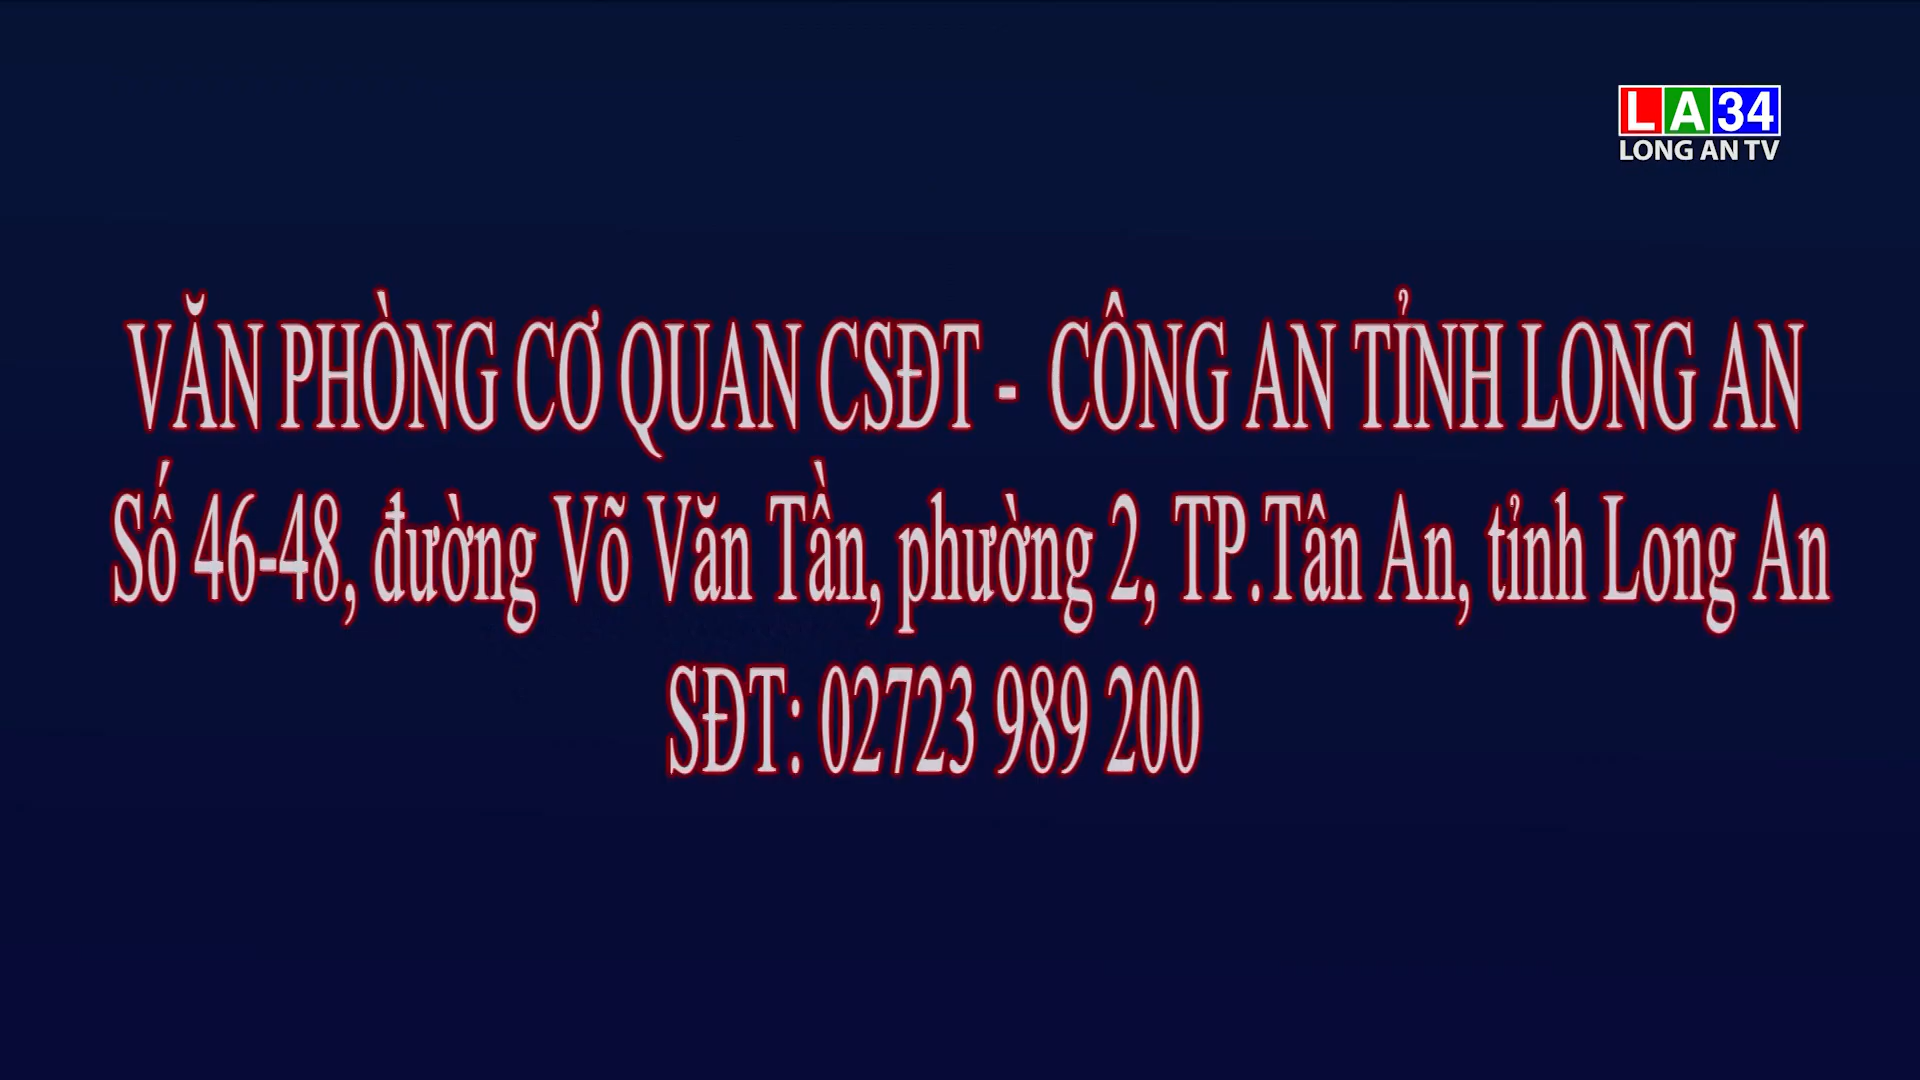 LA34
LONG AN TV
VĂN PHÒNG CƠ QUAN CSĐT - CÔNG AN TỈNH LONG AN
Số 46-48, đường Võ Văn Tần, phường 2, TP.Tân An, tỉnh Long An
SĐT: 02723 989 200